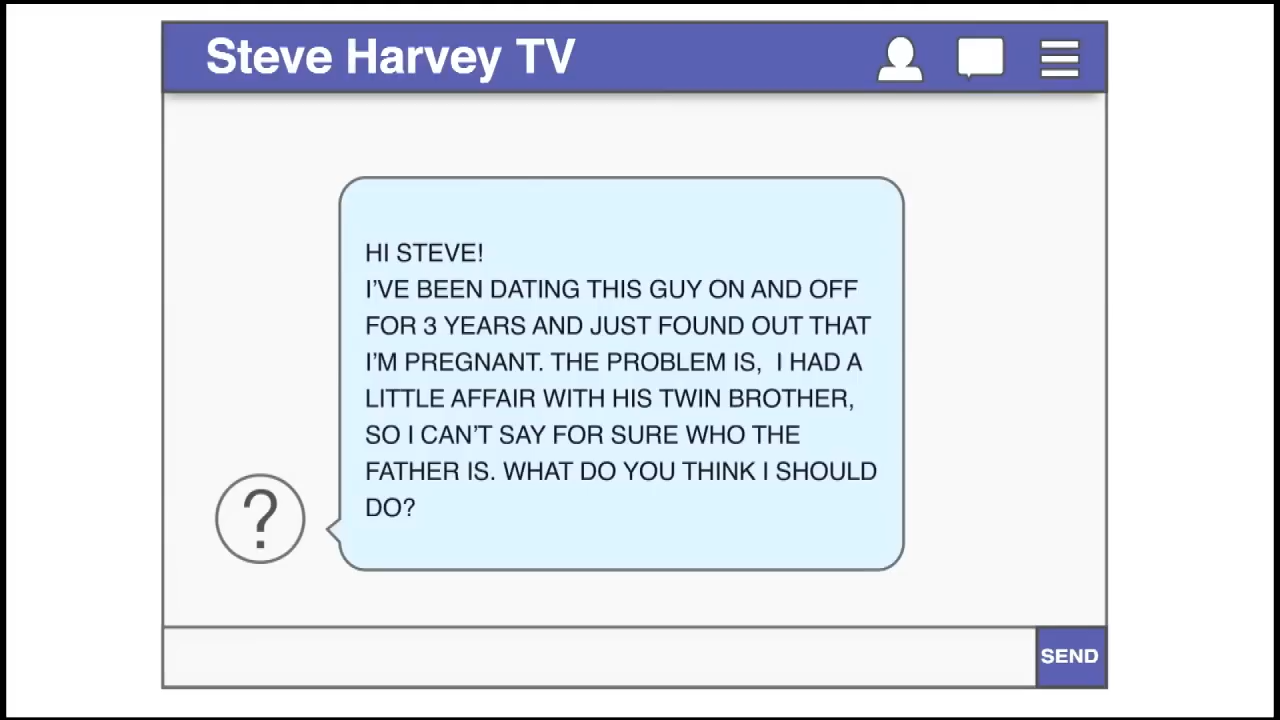 Steve Harvey TV
HI STEVE!
I'VE BEEN DATING THIS GUY ON AND OFF
FOR 3 YEARS AND JUST FOUND OUT THAT
I'M PREGNANT. THE PROBLEM IS,  I HAD A
LITTLE AFFAIR WITH HIS TWIN BROTHER,
SO I CAN'T SAY FOR SURE WHO THE
FATHER IS. WHAT DO YOU THINK I SHOULD
DO?
?
SEND